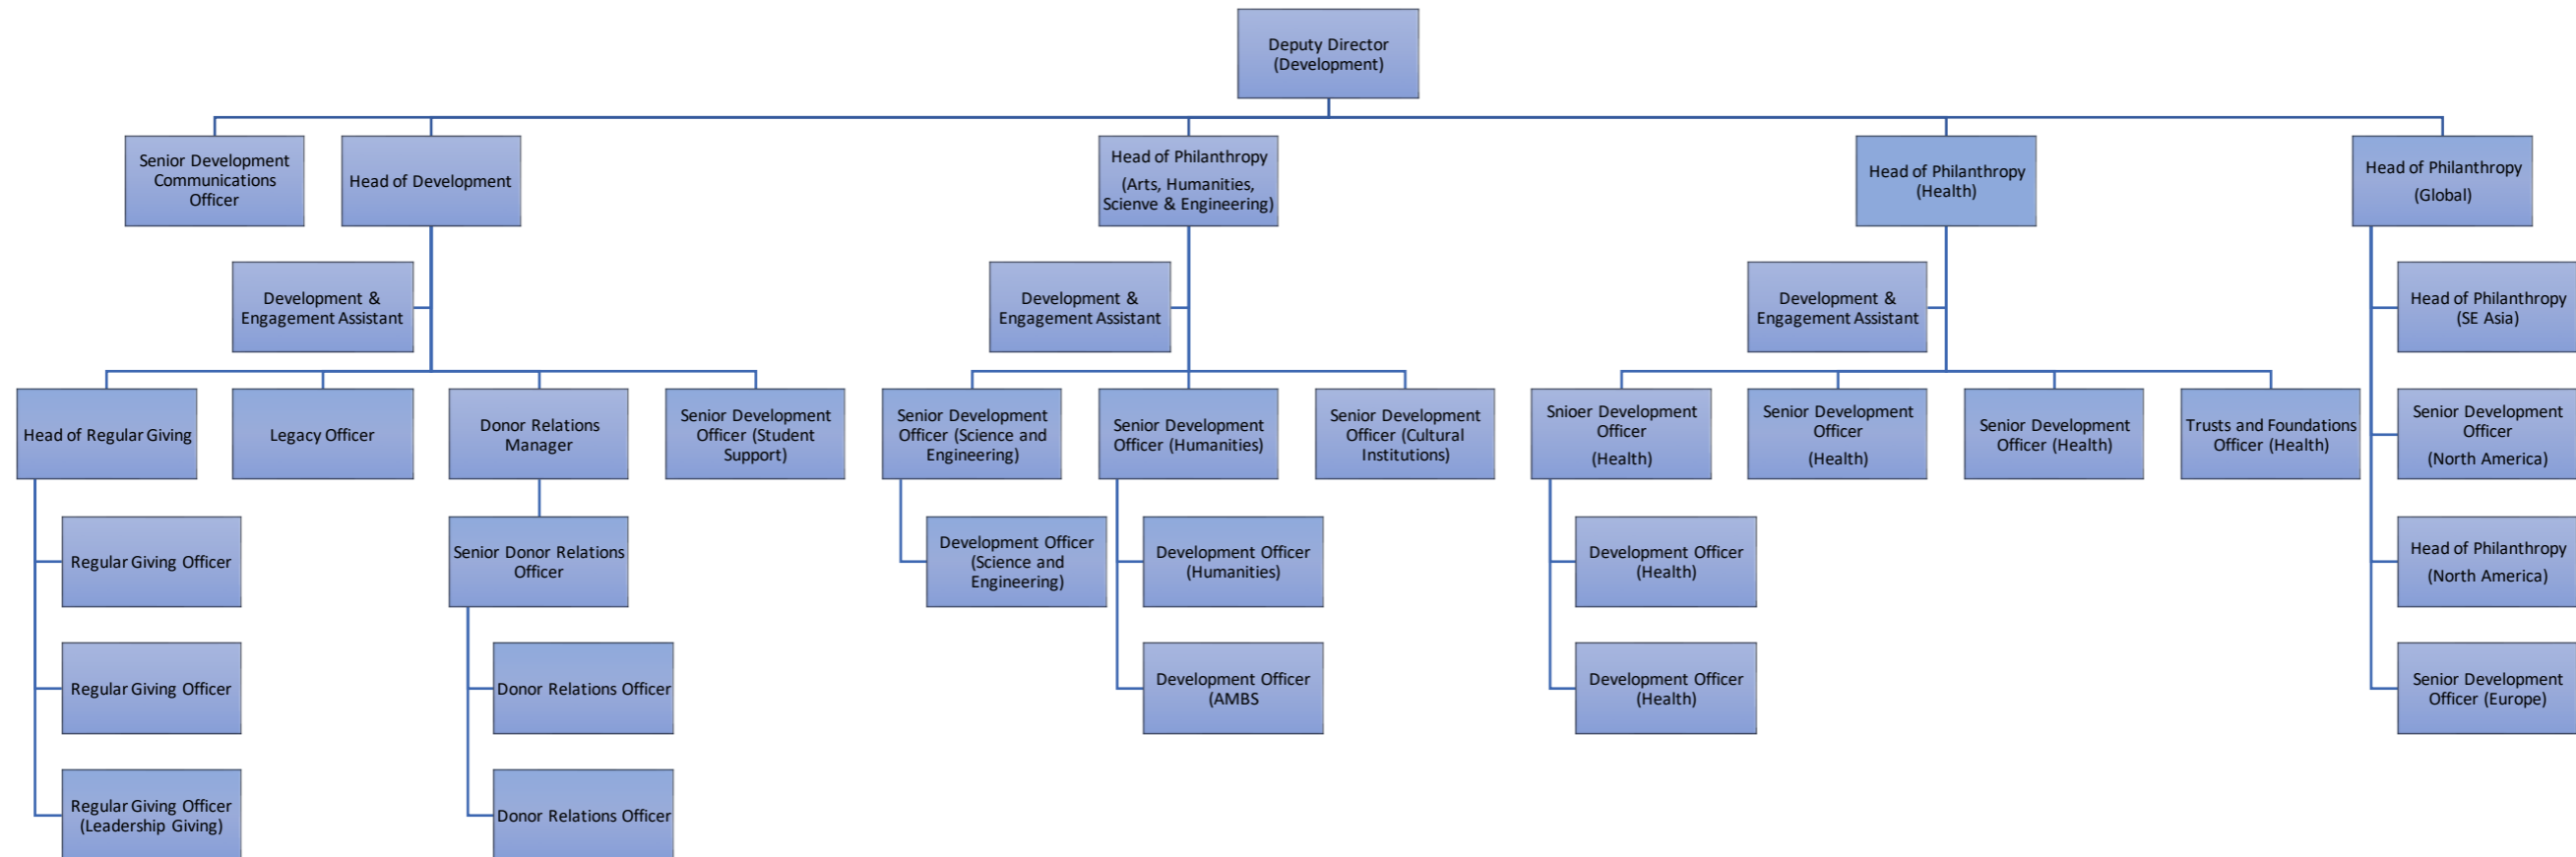 Deputy Director
(Development)
Senior Development
Communications
Officer
Head of Development
Head of Philanthropy
(Arts, Humanities,
Scienve & Engineering)
Head of Philanthropy
(Health)
Head of Philanthropy
(Global)
Development &
Engagement Assistant
Development &
Engagement Assistant
Development &
Engagement Assistant
Head of Philanthropy
(SE Asia)
Head of Regular Giving
Legacy Officer
Donor Relations
Manager
Senior Development
Officer (Student
Support)
Senior Development
Officer (Science and
Engineering)
Senior Development
Officer (Humanities)
Senior Development
Officer (Cultural
Institutions)
Snioer Development
Officer
(Health)
Senior Development
Officer
(Health)
Senior Development
Officer (Health)
Trusts and Foundations
Officer (Health)
Senior Development
Officer
(North America)
Regular Giving Officer
Senior Donor Relations
Officer
Development Officer
(Science and
Engineering)
Development Officer
(Humanities)
Development Officer
(Health)
Head of Philanthropy
(North America)
Regular Giving Officer
Donor Relations Officer
Development Officer
(AMBS
Development Officer
(Health)
Senior Development
Officer (Europe)
Regular Giving Officer
(Leadership Giving)
Donor Relations Officer